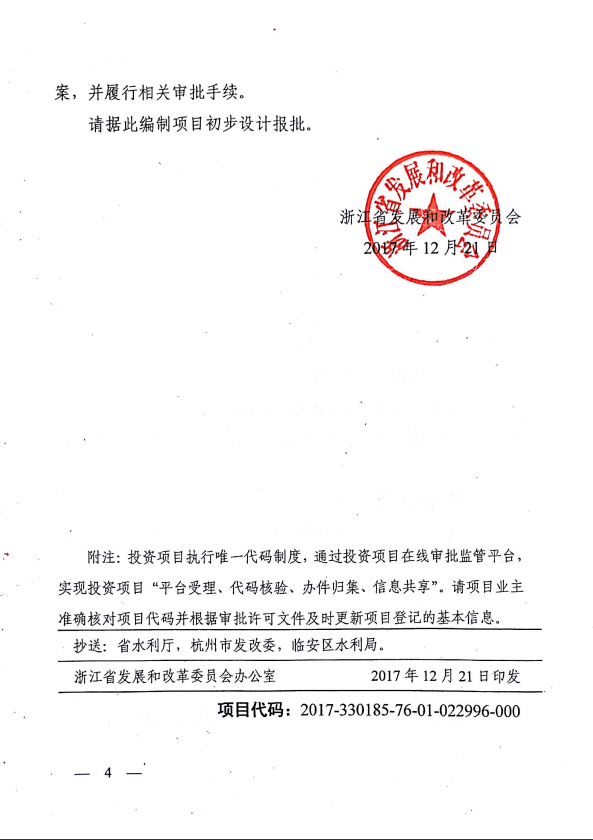 案，并履行相关审批手续。
请据此编制项目初步设计报批。
浙江省发展和改革委员会
浙江省发展和改革委员会
2017年12月21日
附注：投资项目执行唯一代码制度，通过投资项目在线审批监管平台，
实现投资项目“平台受理、代码核验、办件归集、信息共享”。请项目业主
准确核对项目代码并根据审批许可文件及时更新项目登记的基本信息。
抄送：省水利厅，杭州市发改委，临安区水利局。
浙江省发展和改革委员会办公室 2017年12月21日印发
项目代码：2017-330185-76-01-022996-000
— 4 —